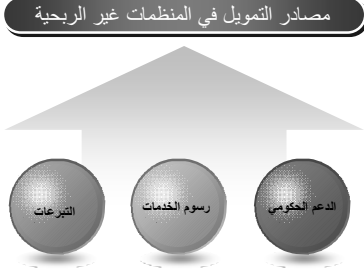 مصادر التمويل في المنظمات غير الربحية
الدعم الحكومي
رسوم الخدمات
التبرعات